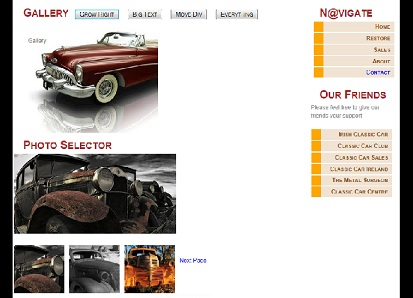 Gallery
Grow Right
Big Text
Move Div
Everything
Gallery
Photo Selector
Next Page
N@vigate
Home
Restore
Sales
About
Contact
Our Friends
Please feel free to give our
friends your support
Irish Classic Car
Classic Car Club
Classic Car Sales
Classic Car Ireland
The Metal Surgeon
Classic Car Centre